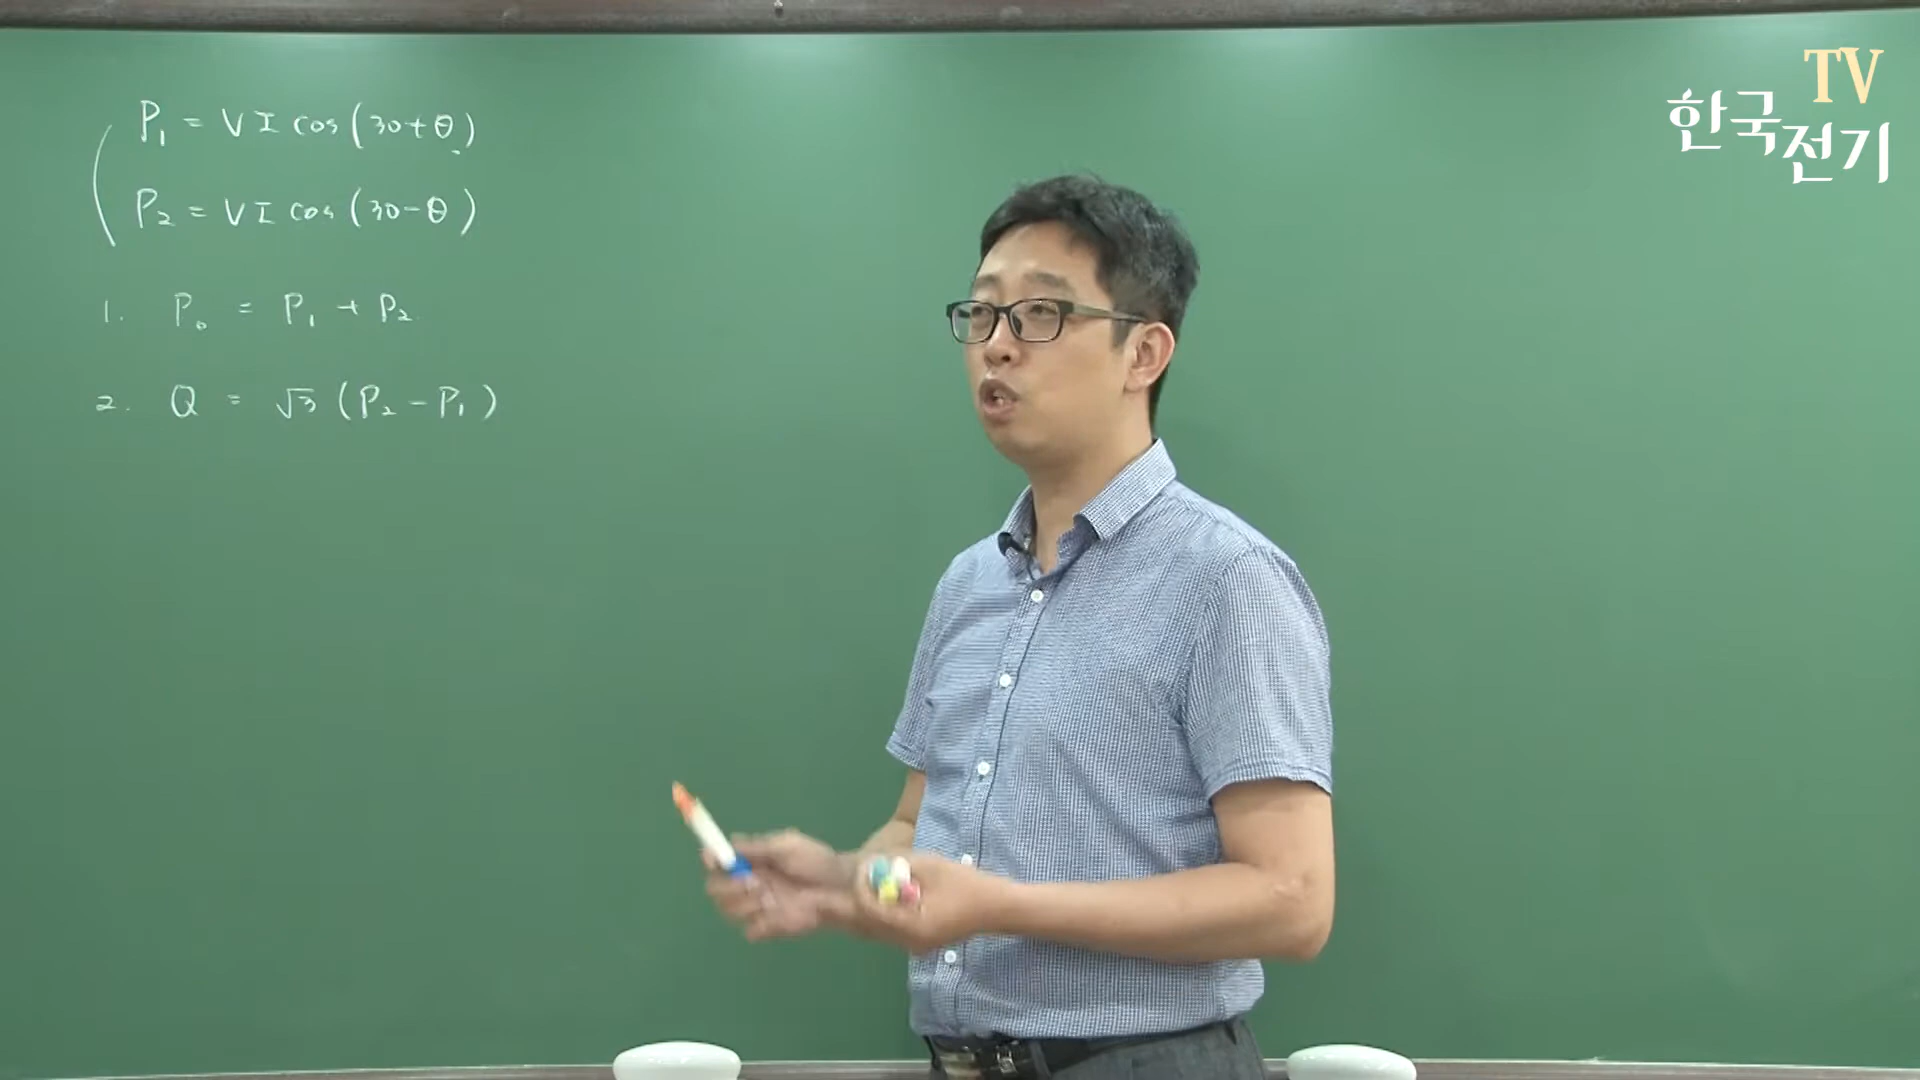 P₁ = VI cos(30+θ)
P₂ = VI cos(30-θ)
1. P₀ = P₁ + P₂
2. Q = √3 (P₂ - P₁)
TV
한국
전기